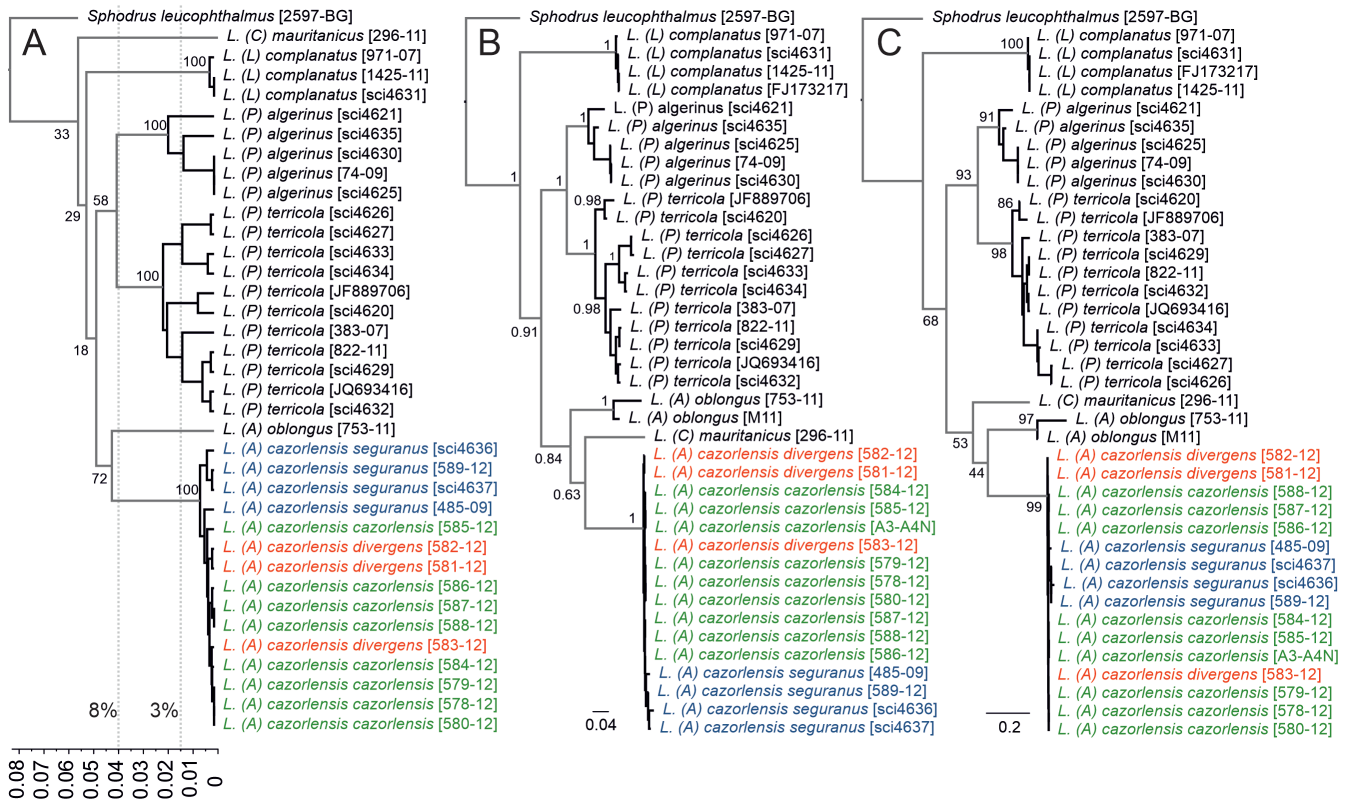 A
Sphodrus leucophthalmus [2597-BG]
L. (C) mauritanicus [296-11]
L. (L) complanatus [971-07]
L. (L) complanatus [1425-11]
L. (L) complanatus [sci4631]
L. (P) algerinus [sci4621]
L. (P) algerinus [sci4635]
L. (P) algerinus [sci4630]
L. (P) algerinus [74-09]
L. (P) algerinus [sci4625]
L. (P) terricola [sci4626]
L. (P) terricola [sci4627]
L. (P) terricola [sci4633]
L. (P) terricola [sci4634]
L. (P) terricola [JF889706]
L. (P) terricola [sci4620]
L. (P) terricola [383-07]
L. (P) terricola [822-11]
L. (P) terricola [sci4629]
L. (P) terricola [JQ693416]
L. (P) terricola [sci4632]
L. (A) oblongus [753-11]
L. (A) cazorlensis seguranus [sci4636]
L. (A) cazorlensis seguranus [589-12]
L. (A) cazorlensis seguranus [sci4637]
L. (A) cazorlensis seguranus [485-09]
L. (A) cazorlensis cazorlensis [585-12]
L. (A) cazorlensis divergens [582-12]
L. (A) cazorlensis divergens [581-12]
L. (A) cazorlensis cazorlensis [586-12]
L. (A) cazorlensis cazorlensis [587-12]
L. (A) cazorlensis cazorlensis [588-12]
L. (A) cazorlensis divergens [583-12]
L. (A) cazorlensis cazorlensis [584-12]
L. (A) cazorlensis cazorlensis [579-12]
L. (A) cazorlensis cazorlensis [578-12]
L. (A) cazorlensis cazorlensis [580-12]
100
33
100
58
29
100
18
72
100
8%
3%
0.08
0.07
0.06
0.05
0.04
0.03
0.02
0.01
0
B
Sphodrus leucophthalmus [2597-BG]
L. (L) complanatus [971-07]
L. (L) complanatus [sci4631]
L. (L) complanatus [1425-11]
L. (L) complanatus [FJ173217]
L. (P) algerinus [sci4621]
L. (P) algerinus [sci4635]
L. (P) algerinus [sci4625]
L. (P) algerinus [74-09]
L. (P) algerinus [sci4630]
L. (P) terricola [JF889706]
L. (P) terricola [sci4620]
L. (P) terricola [sci4626]
L. (P) terricola [sci4627]
L. (P) terricola [sci4633]
L. (P) terricola [sci4634]
L. (P) terricola [383-07]
L. (P) terricola [822-11]
L. (P) terricola [sci4629]
L. (P) terricola [JQ693416]
L. (P) terricola [sci4632]
L. (A) oblongus [753-11]
L. (A) oblongus [M11]
L. (C) mauritanicus [296-11]
L. (A) cazorlensis divergens [582-12]
L. (A) cazorlensis divergens [581-12]
L. (A) cazorlensis cazorlensis [584-12]
L. (A) cazorlensis cazorlensis [585-12]
L. (A) cazorlensis cazorlensis [A3-A4N]
L. (A) cazorlensis divergens [583-12]
L. (A) cazorlensis cazorlensis [579-12]
L. (A) cazorlensis cazorlensis [578-12]
L. (A) cazorlensis cazorlensis [580-12]
L. (A) cazorlensis cazorlensis [587-12]
L. (A) cazorlensis cazorlensis [588-12]
L. (A) cazorlensis cazorlensis [586-12]
L. (A) cazorlensis seguranus [485-09]
L. (A) cazorlensis seguranus [589-12]
L. (A) cazorlensis seguranus [sci4636]
L. (A) cazorlensis seguranus [sci4637]
1
1
1
1
0.98
1
1
0.98
0.91
1
0.84
0.63
1
0.04
C
Sphodrus leucophthalmus [2597-BG]
L. (L) complanatus [971-07]
L. (L) complanatus [sci4631]
L. (L) complanatus [FJ173217]
L. (L) complanatus [1425-11]
L. (P) algerinus [sci4621]
L. (P) algerinus [sci4635]
L. (P) algerinus [sci4625]
L. (P) algerinus [74-09]
L. (P) algerinus [sci4630]
L. (P) terricola [sci4620]
L. (P) terricola [JF889706]
L. (P) terricola [383-07]
L. (P) terricola [sci4629]
L. (P) terricola [822-11]
L. (P) terricola [sci4632]
L. (P) terricola [JQ693416]
L. (P) terricola [sci4634]
L. (P) terricola [sci4633]
L. (P) terricola [sci4627]
L. (P) terricola [sci4626]
L. (C) mauritanicus [296-11]
L. (A) oblongus [753-11]
L. (A) oblongus [M11]
L. (A) cazorlensis divergens [582-12]
L. (A) cazorlensis divergens [581-12]
L. (A) cazorlensis cazorlensis [588-12]
L. (A) cazorlensis cazorlensis [587-12]
L. (A) cazorlensis cazorlensis [586-12]
L. (A) cazorlensis seguranus [485-09]
L. (A) cazorlensis seguranus [sci4637]
L. (A) cazorlensis seguranus [sci4636]
L. (A) cazorlensis seguranus [589-12]
L. (A) cazorlensis cazorlensis [584-12]
L. (A) cazorlensis cazorlensis [585-12]
L. (A) cazorlensis cazorlensis [A3-A4N]
L. (A) cazorlensis divergens [583-12]
L. (A) cazorlensis cazorlensis [579-12]
L. (A) cazorlensis cazorlensis [578-12]
L. (A) cazorlensis cazorlensis [580-12]
100
91
93
86
98
68
97
53
44
99
0.2